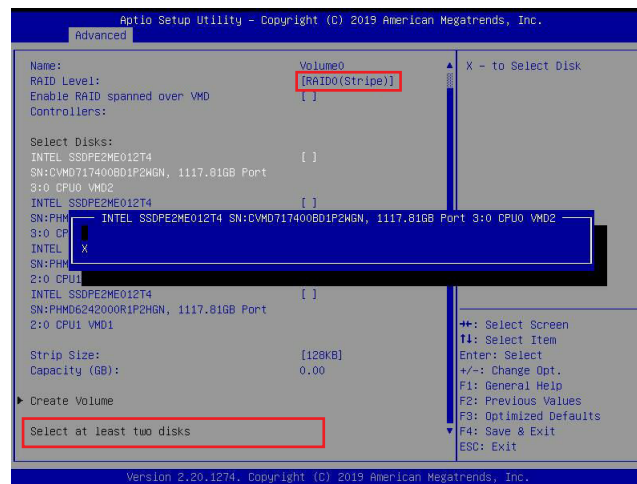 Aptio Setup Utility – Copyright (C) 2019 American Megatrends, Inc.
Advanced
Name: Volume0
RAID Level: [RAID0(Stripe)]
Enable RAID spanned over VMD [ ]
Controllers:
Select Disks:
INTEL SSDPE2ME012T4 [ ]
SN:CVMD717400BD1P2WGN, 1117.81GB Port
3:0 CPU0 VMD2
INTEL SSDPE2ME012T4 [ ]
SN:PHM
3:0 CP
INTEL
SN:PHM
2:0 CPU1
INTEL SSDPE2ME012T4 [ ]
SN:PHMD6242000R1P2HGN, 1117.81GB Port
2:0 CPU1 VMD1
Strip Size: [128KB]
Capacity (GB): 0.00
Create Volume
Select at least two disks
INTEL SSDPE2ME012T4 SN:CVMD717400BD1P2WGN, 1117.81GB Port 3:0 CPU0 VMD2
X
X – to Select Disk
→←: Select Screen
↑↓: Select Item
Enter: Select
+/-: Change Opt.
F1: General Help
F2: Previous Values
F3: Optimized Defaults
F4: Save & Exit
ESC: Exit
Version 2.20.1274. Copyright (C) 2019 American Megatrends, Inc.